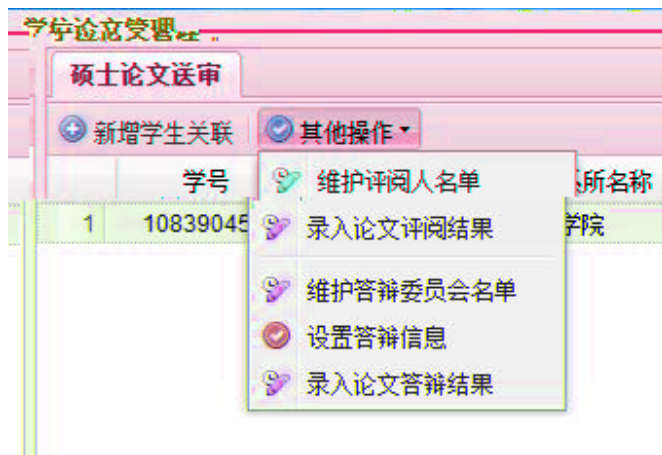 硕士论文送审
新增学生关联 其他操作
学号 所名称
维护评阅人名单
1 10839045 学院
录入论文评阅结果
维护答辩委员会名单
设置答辩信息
录入论文答辩结果